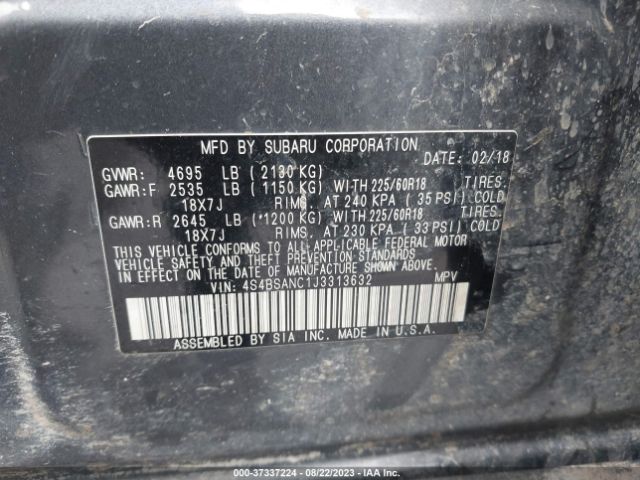 MFD BY SUBARU CORPORATION
GVWR: 4695 LB ( 2130 KG) DATE: 02/18
GAWR:F 2535 LB ( 1150 KG) WITH 225/60R18 TIRES.
18X7J RIMS. AT 240 KPA ( 35 PSI) COLD
GAWR:R 2645 LB (*1200 KG) WITH 225/60R18 TIRES.
18X7J RIMS. AT 230 KPA ( 33 PSI) COLD
THIS VEHICLE CONFORMS TO ALL APPLICABLE FEDERAL MOTOR
VEHICLE SAFETY AND THEFT PREVENTION STANDARDS
IN EFFECT ON THE DATE OF MANUFACTURE SHOWN ABOVE.
VIN: 4S4BSANC1J3313632 MPV
ASSEMBLED BY SIA INC. MADE IN U.S.A.
000-37337224 - 08/22/2023 - IAA Inc.